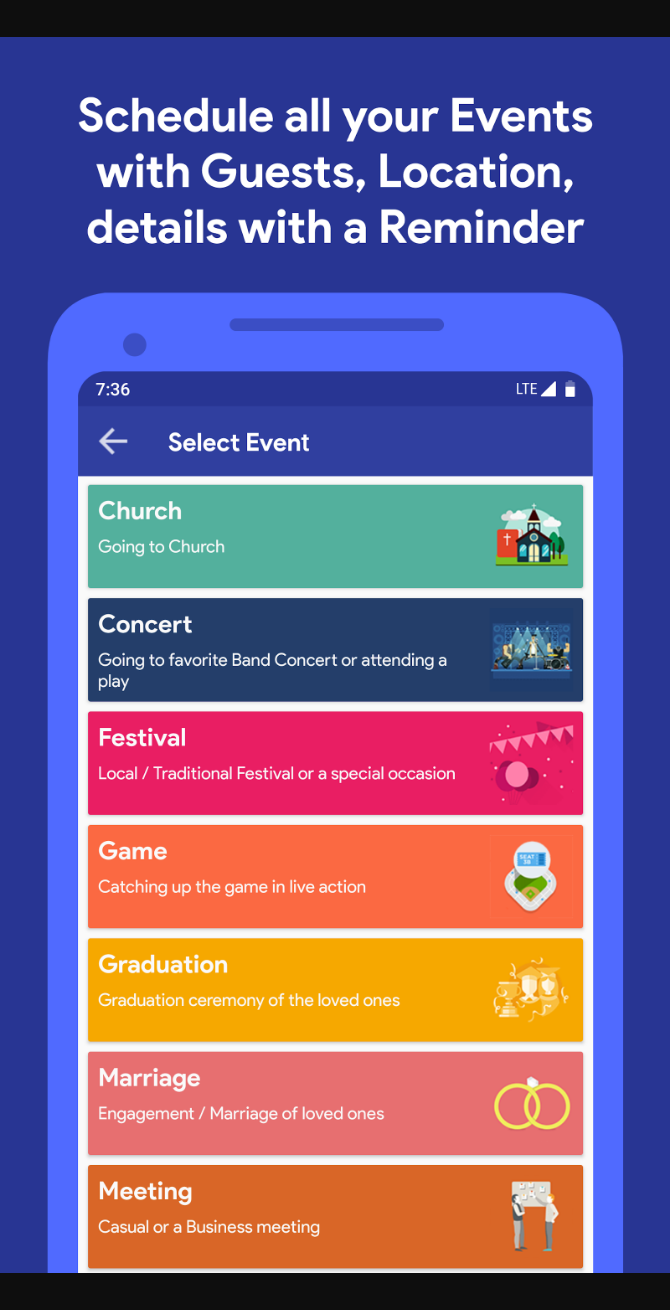 Schedule all your Events
with Guests, Location,
details with a Reminder
7:36
LTE
Select Event
Church
Going to Church
Concert
Going to favorite Band Concert or attending a
play
Festival
Local / Traditional Festival or a special occasion
Game
Catching up the game in live action
SEAT
Graduation
Graduation ceremony of the loved ones
Marriage
Engagement / Marriage of loved ones
Meeting
Casual or a Business meeting